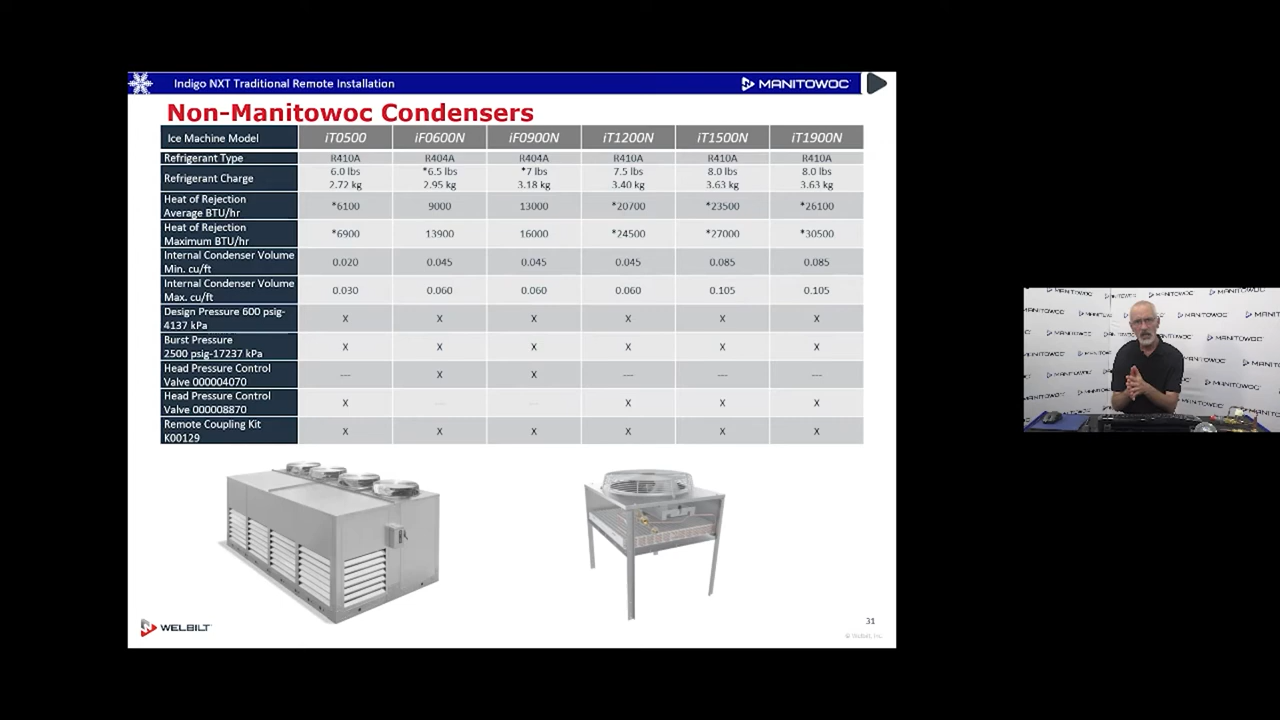 Indigo NXT Traditional Remote Installation
MANITOWOC
Non-Manitowoc Condensers
Ice Machine Model iT0500 iF0600N iF0900N iT1200N iT1500N iT1900N
Refrigerant Type R410A R404A R404A R410A R410A R410A
Refrigerant Charge
6.0 lbs *6.5 lbs *7 lbs 7.5 lbs 8.0 lbs 8.0 lbs
2.72 kg 2.95 kg 3.18 kg 3.40 kg 3.63 kg 3.63 kg
Heat of Rejection
Average BTU/hr
*6100 9000 13000 *20700 *23500 *26100
Heat of Rejection
Maximum BTU/hr
*6900 13900 16000 *24500 *27000 *30500
Internal Condenser Volume
Min. cu/ft
0.020 0.045 0.045 0.045 0.085 0.085
Internal Condenser Volume
Max. cu/ft
0.030 0.060 0.060 0.060 0.105 0.105
Design Pressure 600 psig-
4137 kPa
X X X X X X
Burst Pressure
2500 psig-17237 kPa
X X X X X X
Head Pressure Control
Valve 000004070
---- X X ---- ---- ----
Head Pressure Control
Valve 000008870
X ---- ---- X X X
Remote Coupling Kit
K00129
X X X X X X
WELBILT
31
© Welbilt, Inc.
MANITOWOC
MANITOWOC
MANITOWOC